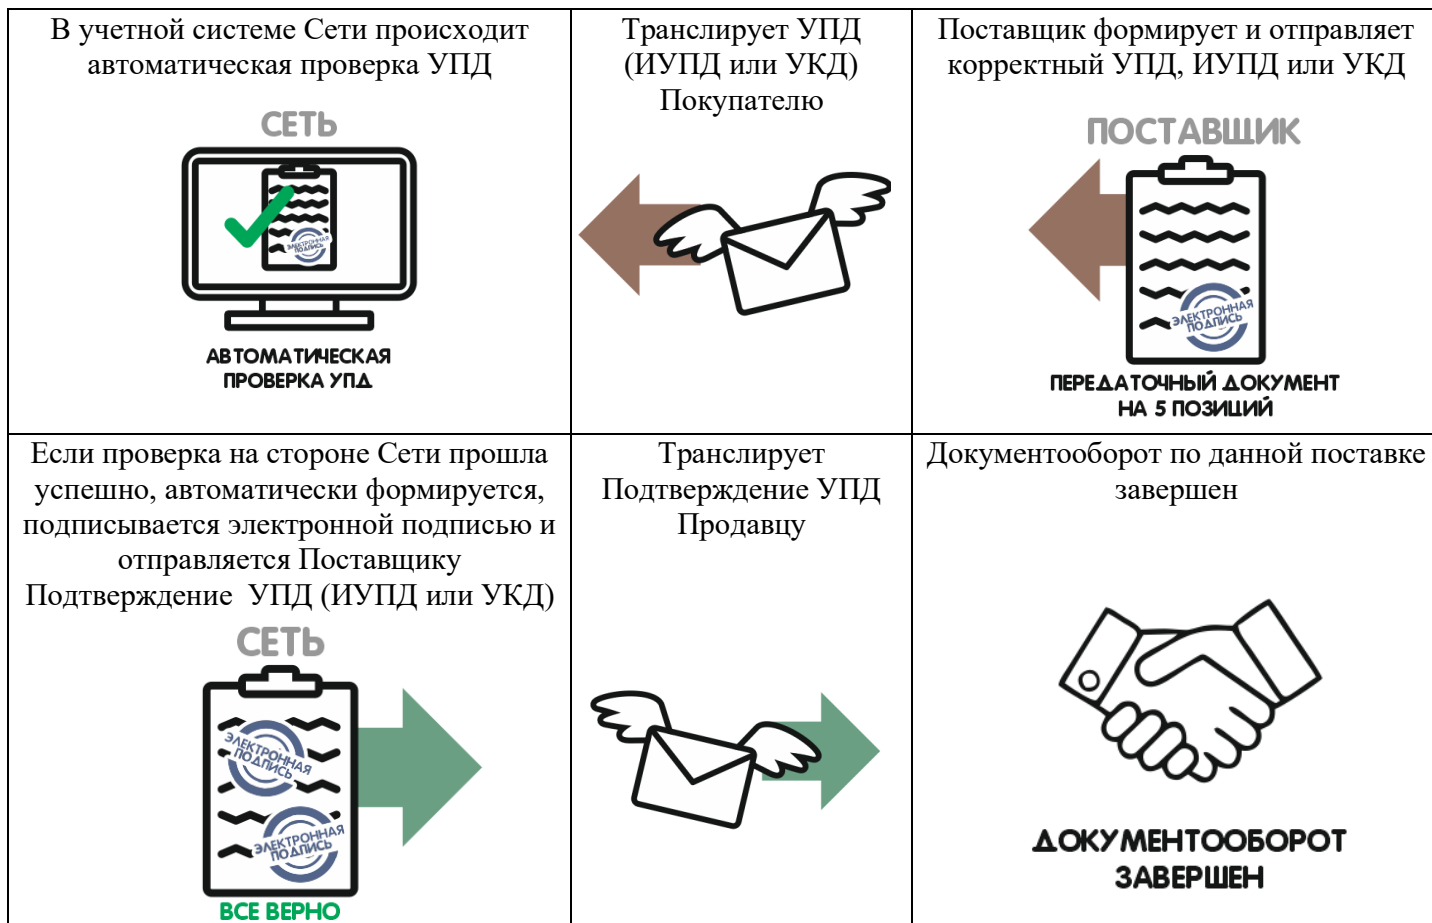 В учетной системе Сети происходит
автоматическая проверка УПД
СЕТЬ
ЭЛЕКТРОННАЯ
ПОДПИСЬ
АВТОМАТИЧЕСКАЯ
ПРОВЕРКА УПД
Транслирует УПД
(ИУПД или УКД)
Покупателю
Поставщик формирует и отправляет
корректный УПД, ИУПД или УКД
ПОСТАВЩИК
ЭЛЕКТРОННАЯ
ПОДПИСЬ
ПЕРЕДАТОЧНЫЙ ДОКУМЕНТ
НА 5 ПОЗИЦИЙ
Если проверка на стороне Сети прошла
успешно, автоматически формируется,
подписывается электронной подписью и
отправляется Поставщику
Подтверждение УПД (ИУПД или УКД)
СЕТЬ
ЭЛЕКТРОННАЯ
ПОДПИСЬ
ЭЛЕКТРОННАЯ
ПОДПИСЬ
ВСЕ ВЕРНО
Транслирует
Подтверждение УПД
Продавцу
Документооборот по данной поставке
завершен
ДОКУМЕНТООБОРОТ
ЗАВЕРШЕН